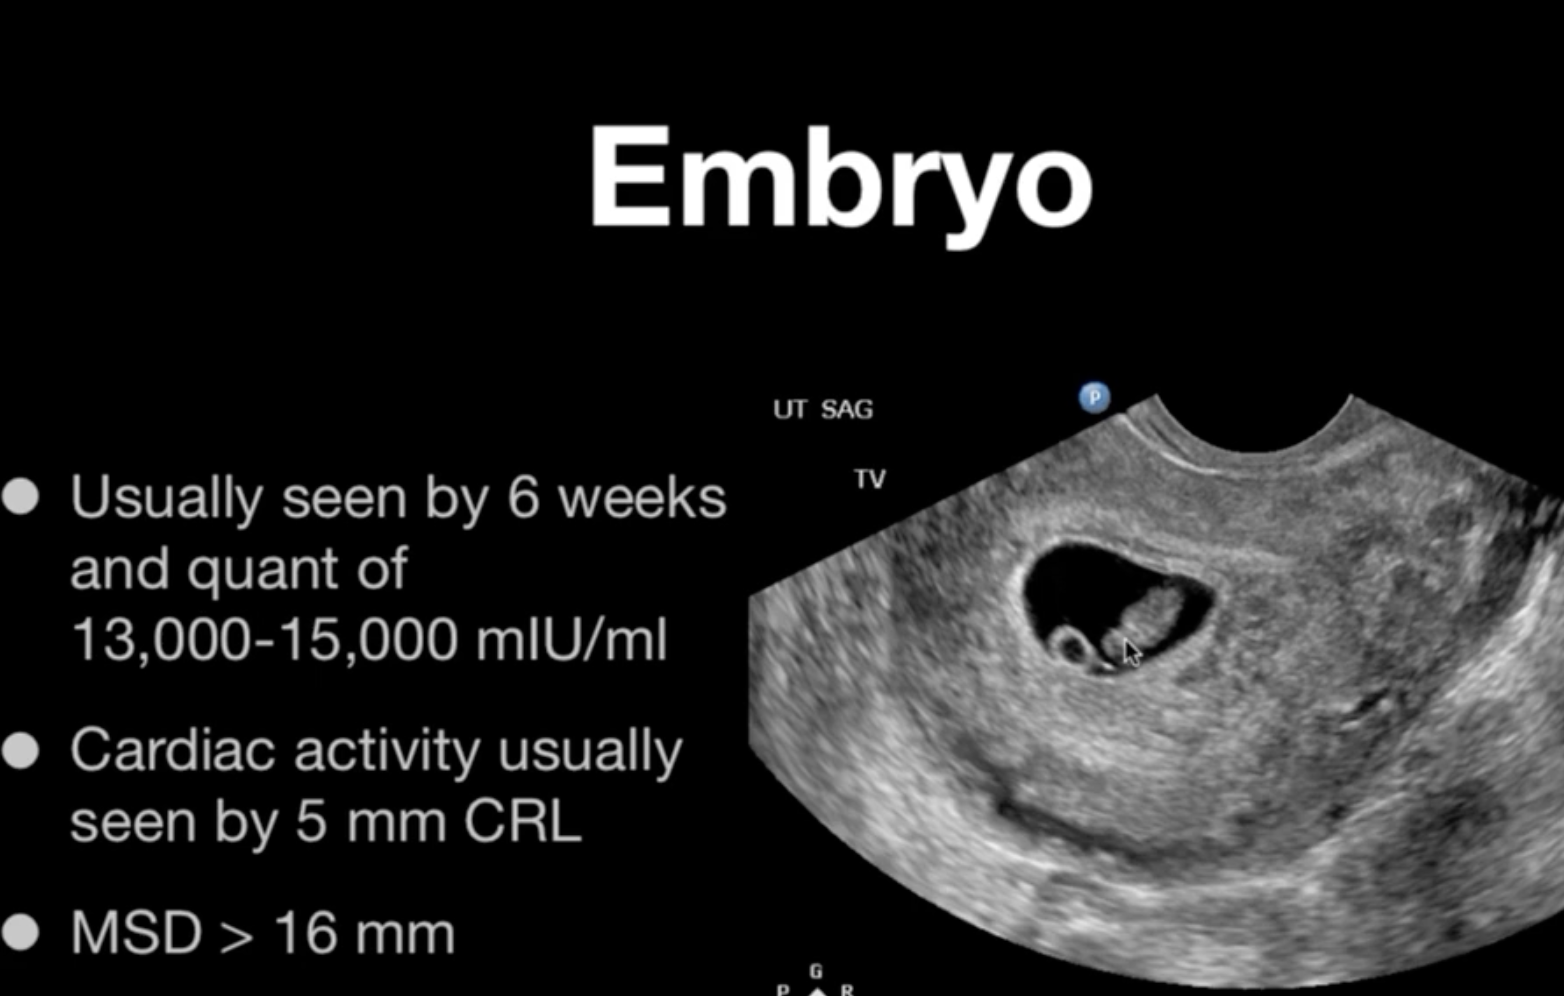 Embryo
UT SAG
P
TV
● Usually seen by 6 weeks
and quant of
13,000-15,000 mIU/ml
● Cardiac activity usually
seen by 5 mm CRL
● MSD > 16 mm
G
P R